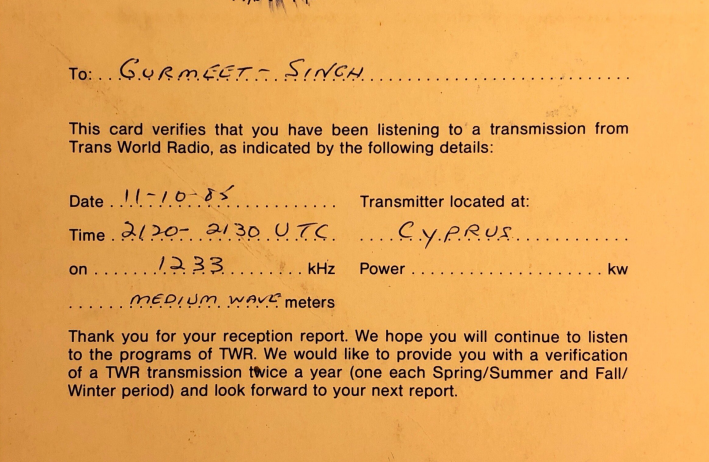 To: GURMEET - SINGH
This card verifies that you have been listening to a transmission from
Trans World Radio, as indicated by the following details:
Date 11-10-85 Transmitter located at:
Time 2120- 2130 UTC CYPRUS
on 1233 kHz Power kw
MEDIUM WAVE meters
Thank you for your reception report. We hope you will continue to listen
to the programs of TWR. We would like to provide you with a verification
of a TWR transmission twice a year (one each Spring/Summer and Fall/
Winter period) and look forward to your next report.